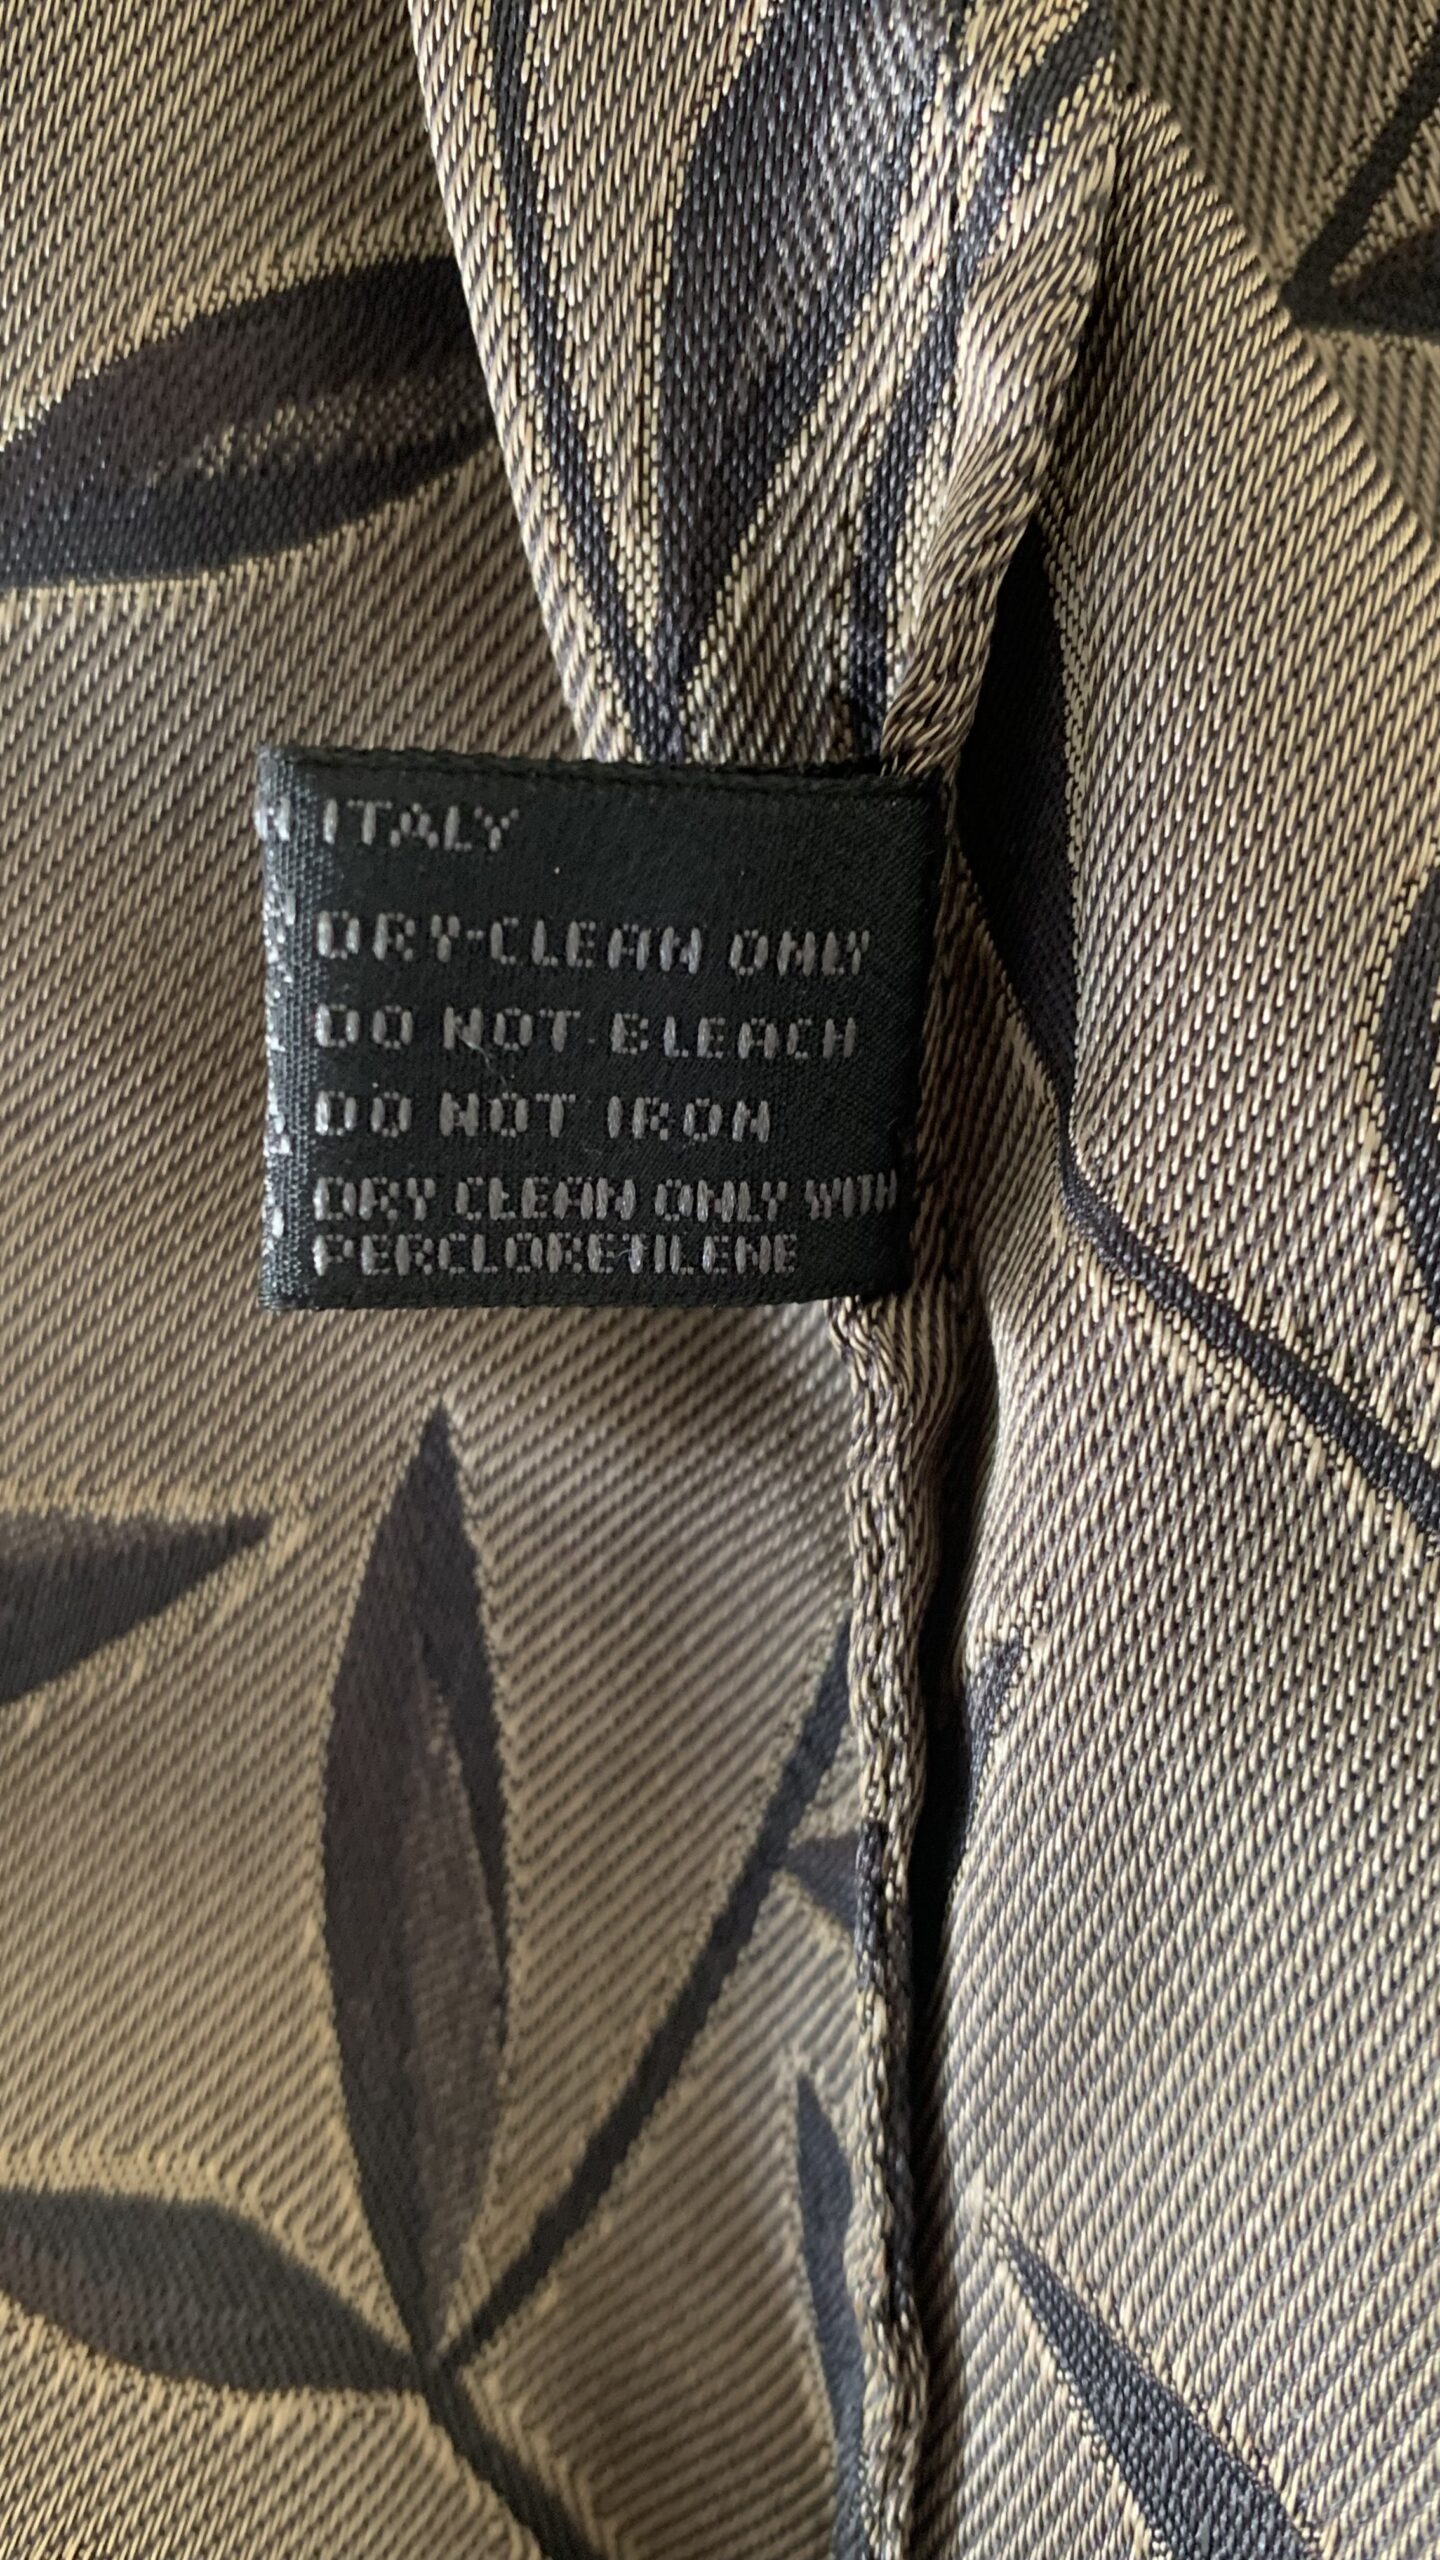 ITALY
DRY-CLEAN ONLY
DO NOT BLEACH
DO NOT IRON
DRY CLEAN ONLY WITH
PERCLORETILENE